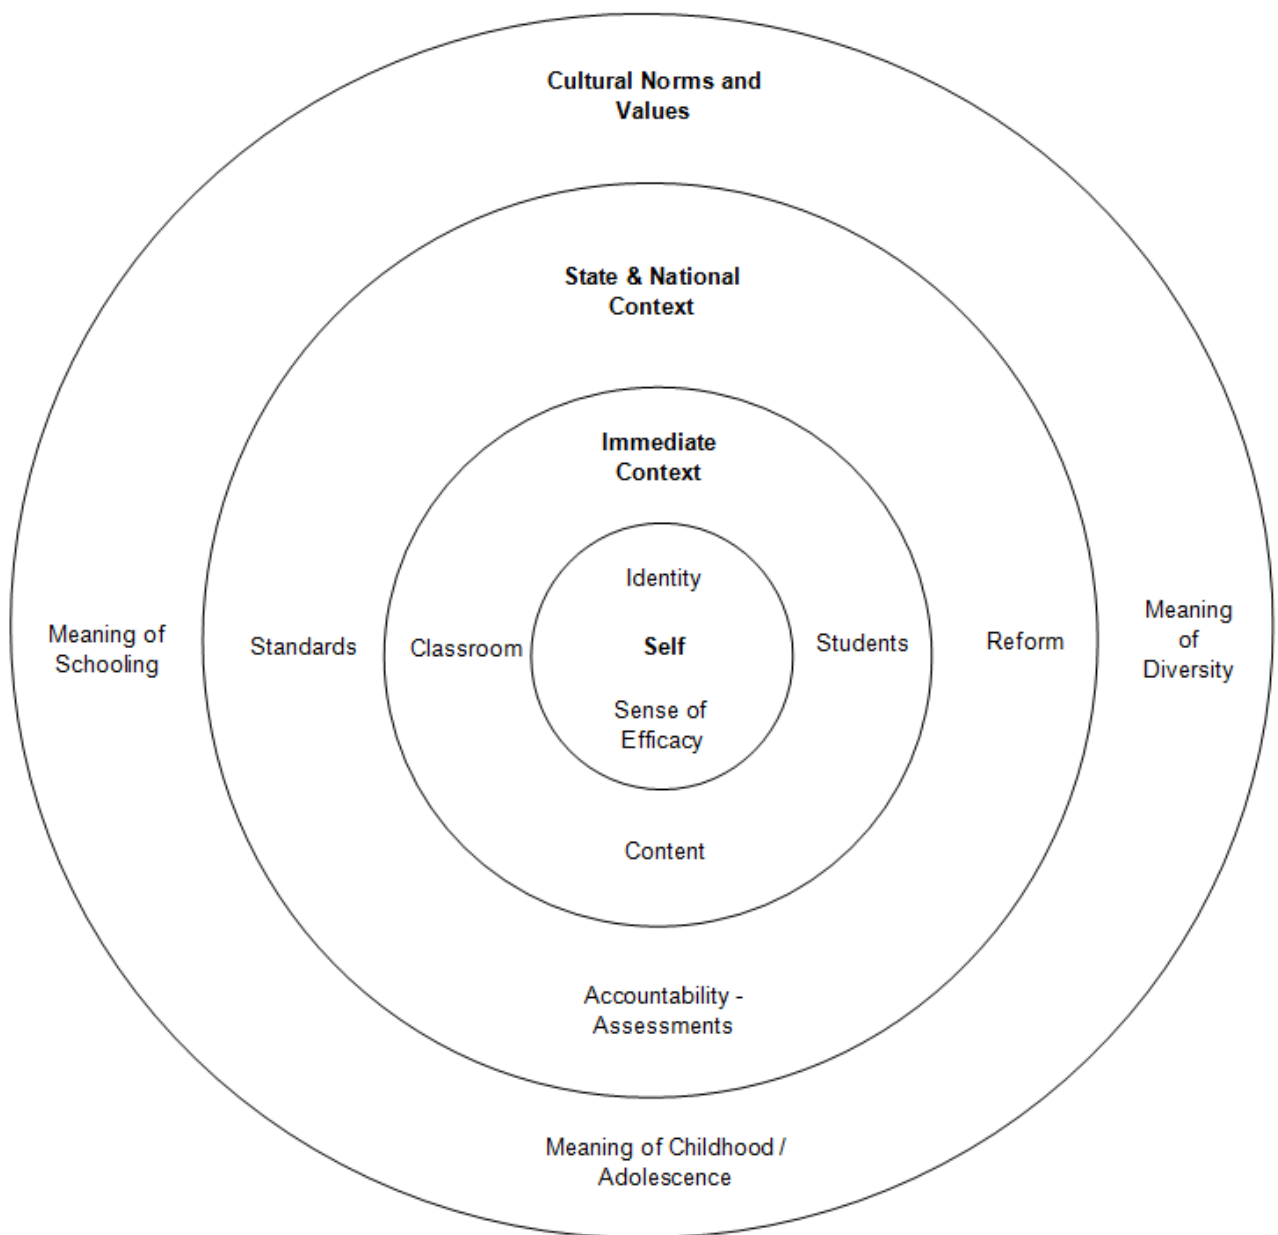 Cultural Norms and
Values
State & National
Context
Immediate
Context
Identity
Self
Sense of
Efficacy
Classroom
Students
Content
Standards
Reform
Accountability -
Assessments
Meaning of
Schooling
Meaning
of
Diversity
Meaning of Childhood /
Adolescence